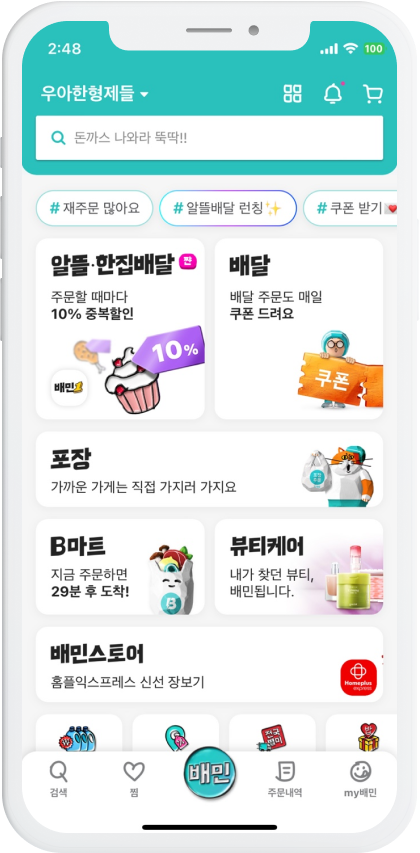 2:48
100
우아한형제들
돈까스 나와라 뚝딱!!
#재주문 많아요
#알뜰배달 런칭✨
#쿠폰 받기💌
알뜰·한집배달 짠
주문할 때마다
10% 중복할인
10%
배민
배달
배달 주문도 매일
쿠폰 드려요
쿠폰
포장
가까운 가게는 직접 가지러 가지요
B마트
지금 주문하면
29분 후 도착!
B
뷰티케어
내가 찾던 뷰티,
배민됩니다.
배민스토어
홈플익스프레스 신선 장보기
Homeplus
express
전국
별미
배민
검색
찜
주문내역
my배민